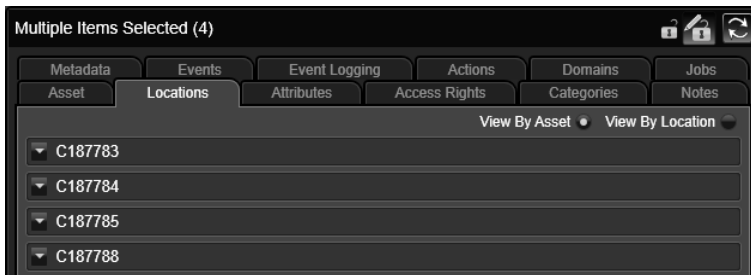 Multiple Items Selected (4)
Metadata Events Event Logging Actions Domains Jobs
Asset Locations Attributes Access Rights Categories Notes
View By Asset View By Location
C187783
C187784
C187785
C187788